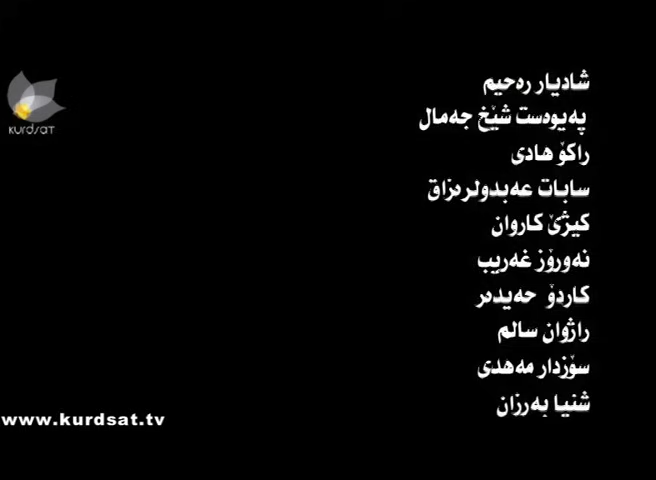 kurdsat
شادیار رەحیم
پەیوەست شێخ جەمال
راکۆ هادی
سابات عەبدولرەزاق
کیژێ کاروان
نەورۆز غەریب
کاردۆ حەیدەر
راژوان سالم
سۆزدار مەهدی
شنیا بەرزان
www.kurdsat.tv